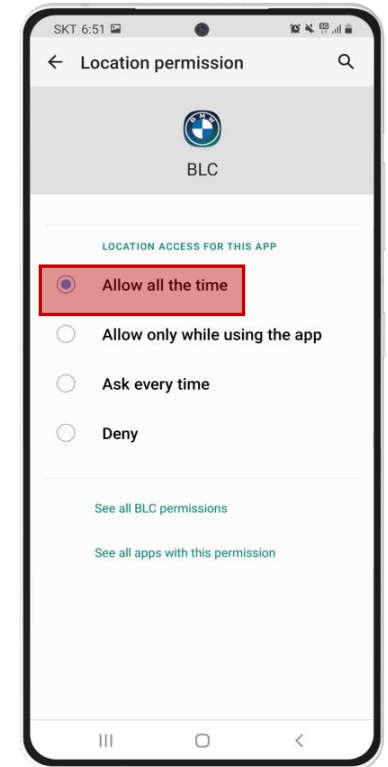 SKT 6:51
Location permission
BMW
BLC
LOCATION ACCESS FOR THIS APP
Allow all the time
Allow only while using the app
Ask every time
Deny
See all BLC permissions
See all apps with this permission